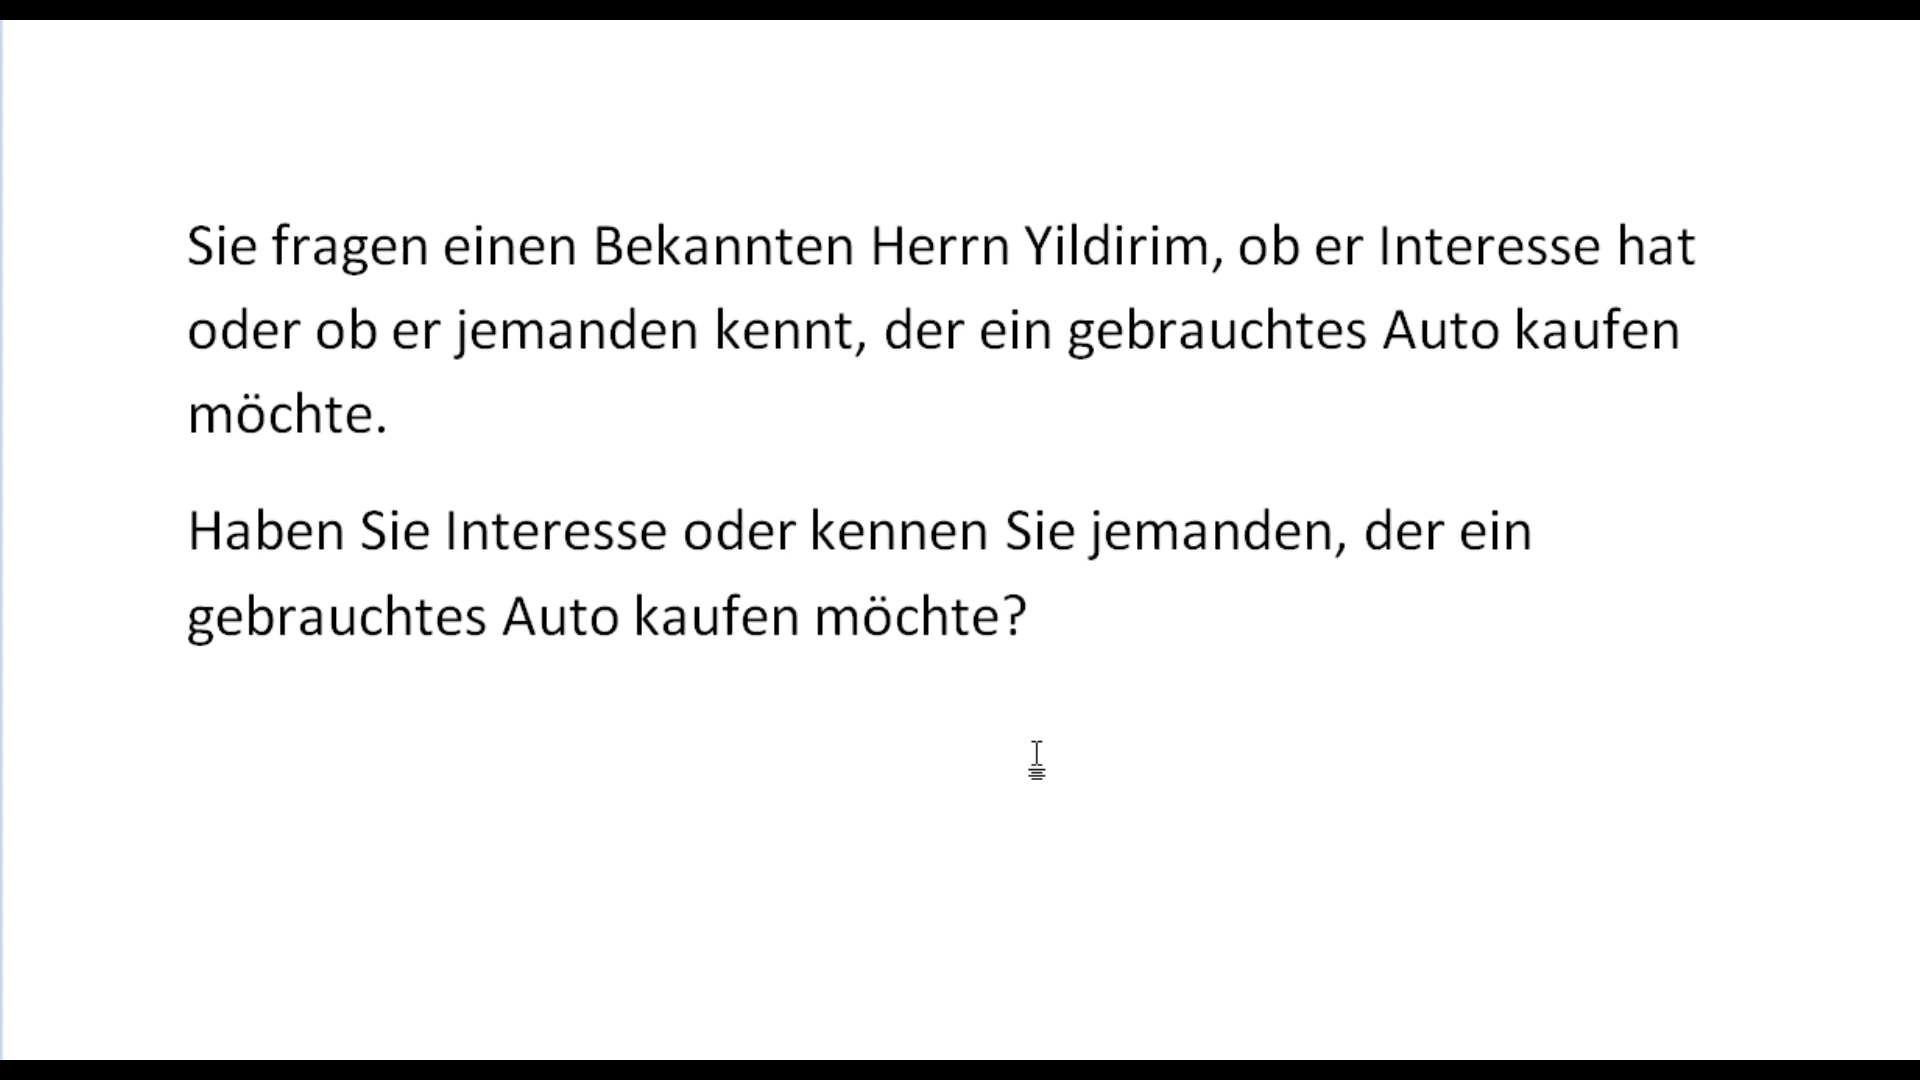 Sie fragen einen Bekannten Herrn Yildirim, ob er Interesse hat
oder ob er jemanden kennt, der ein gebrauchtes Auto kaufen
möchte.
Haben Sie Interesse oder kennen Sie jemanden, der ein
gebrauchtes Auto kaufen möchte?